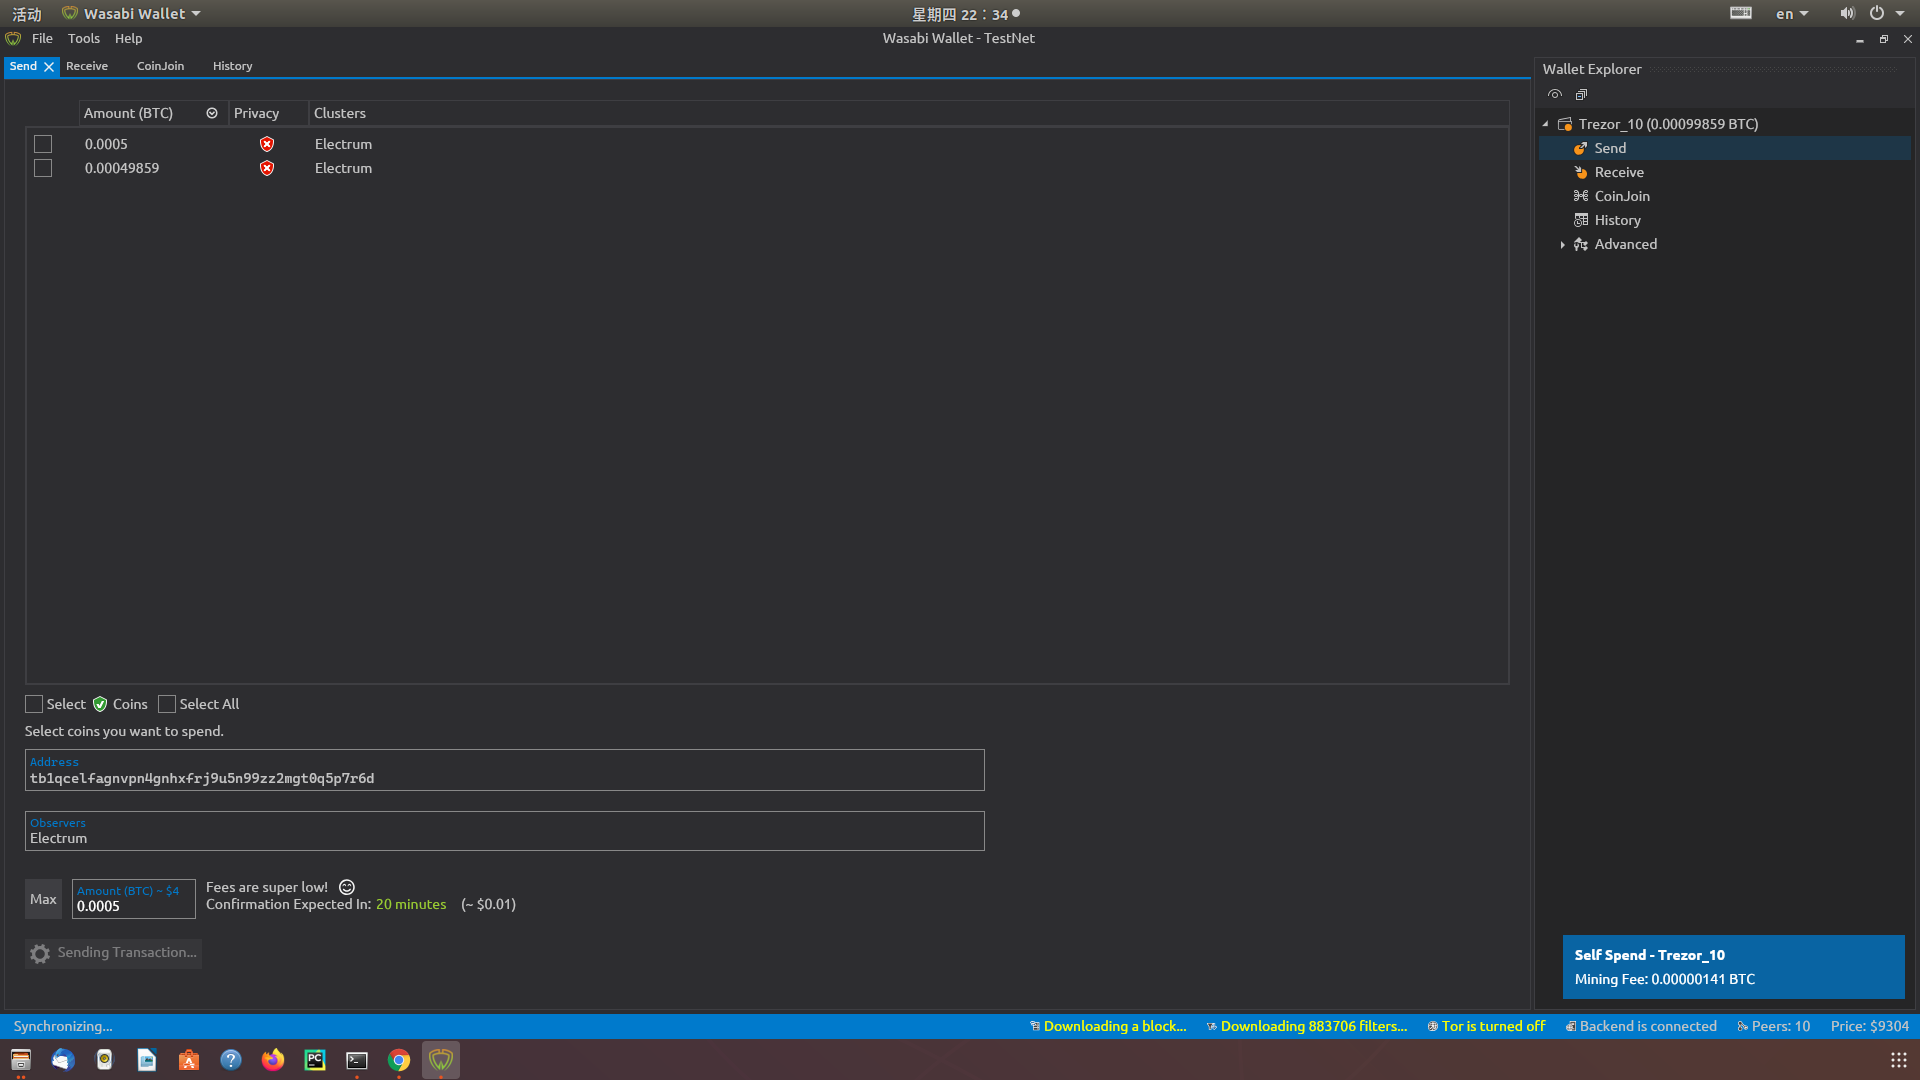 活动 Wasabi Wallet 星期四 22：34 en
File Tools Help Wasabi Wallet - TestNet
Send Receive CoinJoin History
Wallet Explorer
Amount (BTC) Privacy Clusters
0.0005 Electrum
0.00049859 Electrum
Trezor_10 (0.00099859 BTC)
Send
Receive
CoinJoin
History
Advanced
Select Coins Select All
Select coins you want to spend.
Address
tb1qcelfagnvpn4gnhxfrj9u5n99zz2mgt0q5p7r6d
Observers
Electrum
Max
Amount (BTC) ~ $4
0.0005
Fees are super low!
Confirmation Expected In: 20 minutes (~ $0.01)
Sending Transaction...
Self Spend - Trezor_10
Mining Fee: 0.00000141 BTC
Synchronizing... Downloading a block... Downloading 883706 filters... Tor is turned off Backend is connected Peers: 10 Price: $9304
PC